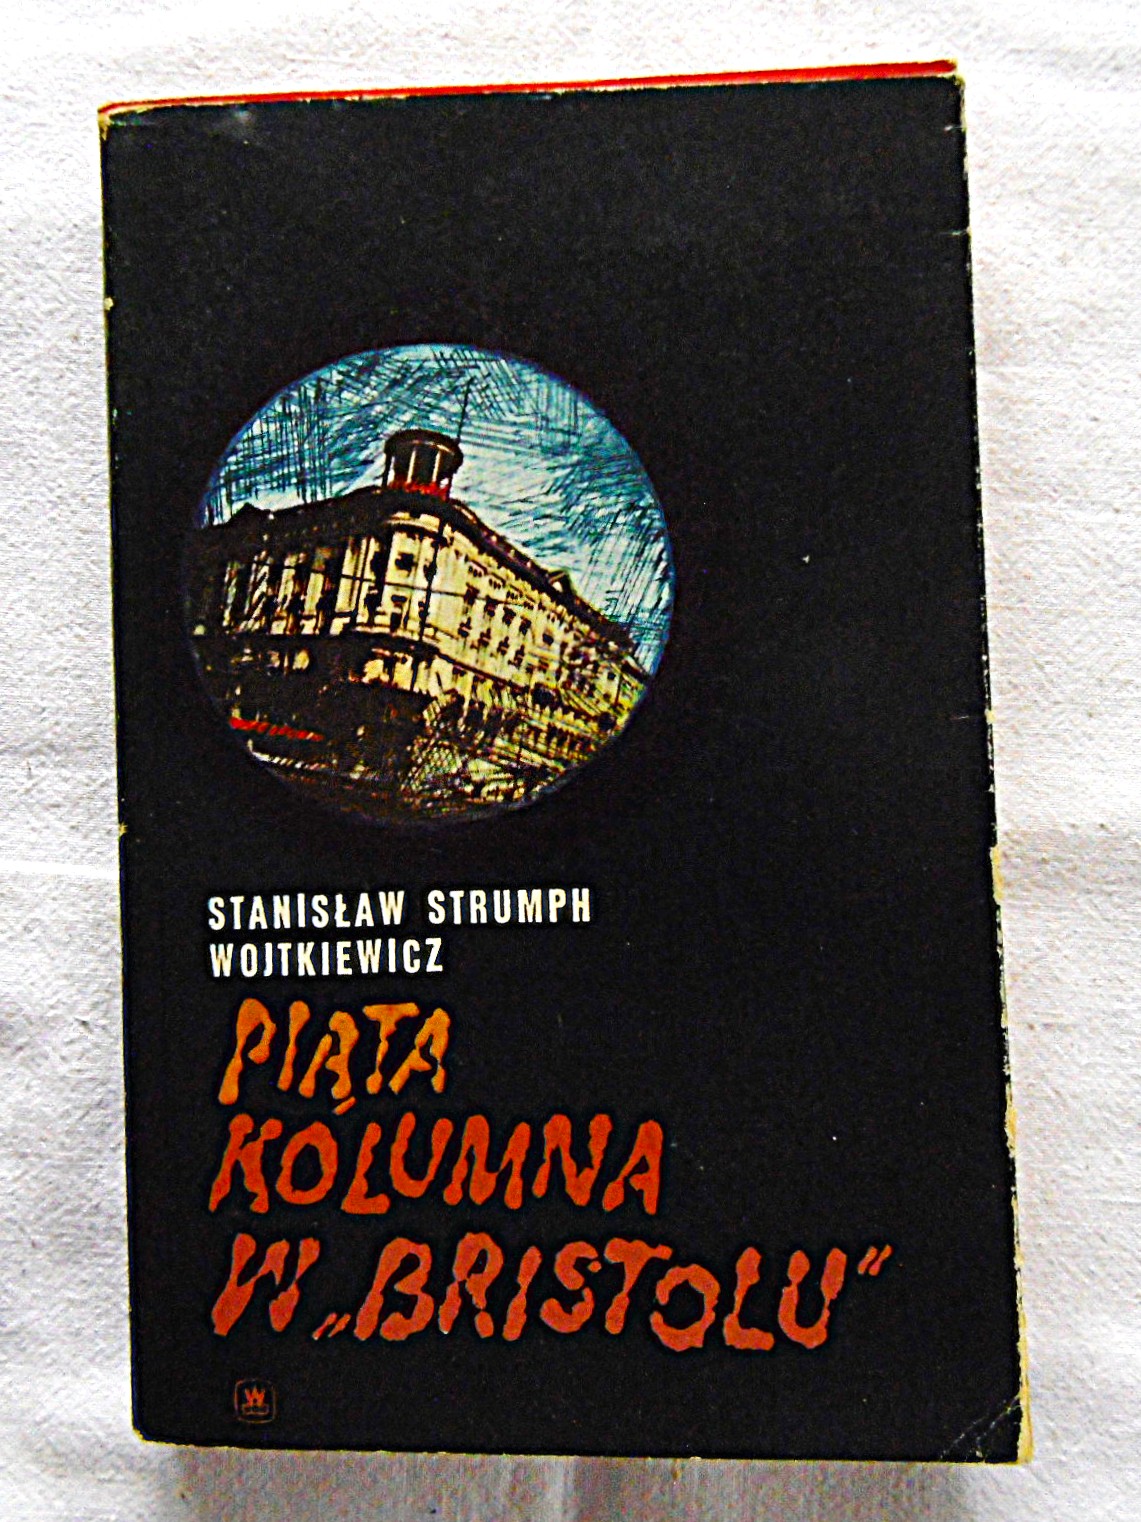 STANISŁAW STRUMPH
WOJTKIEWICZ
PIĄTA
KOLUMNA
W „BRISTOLU”
W